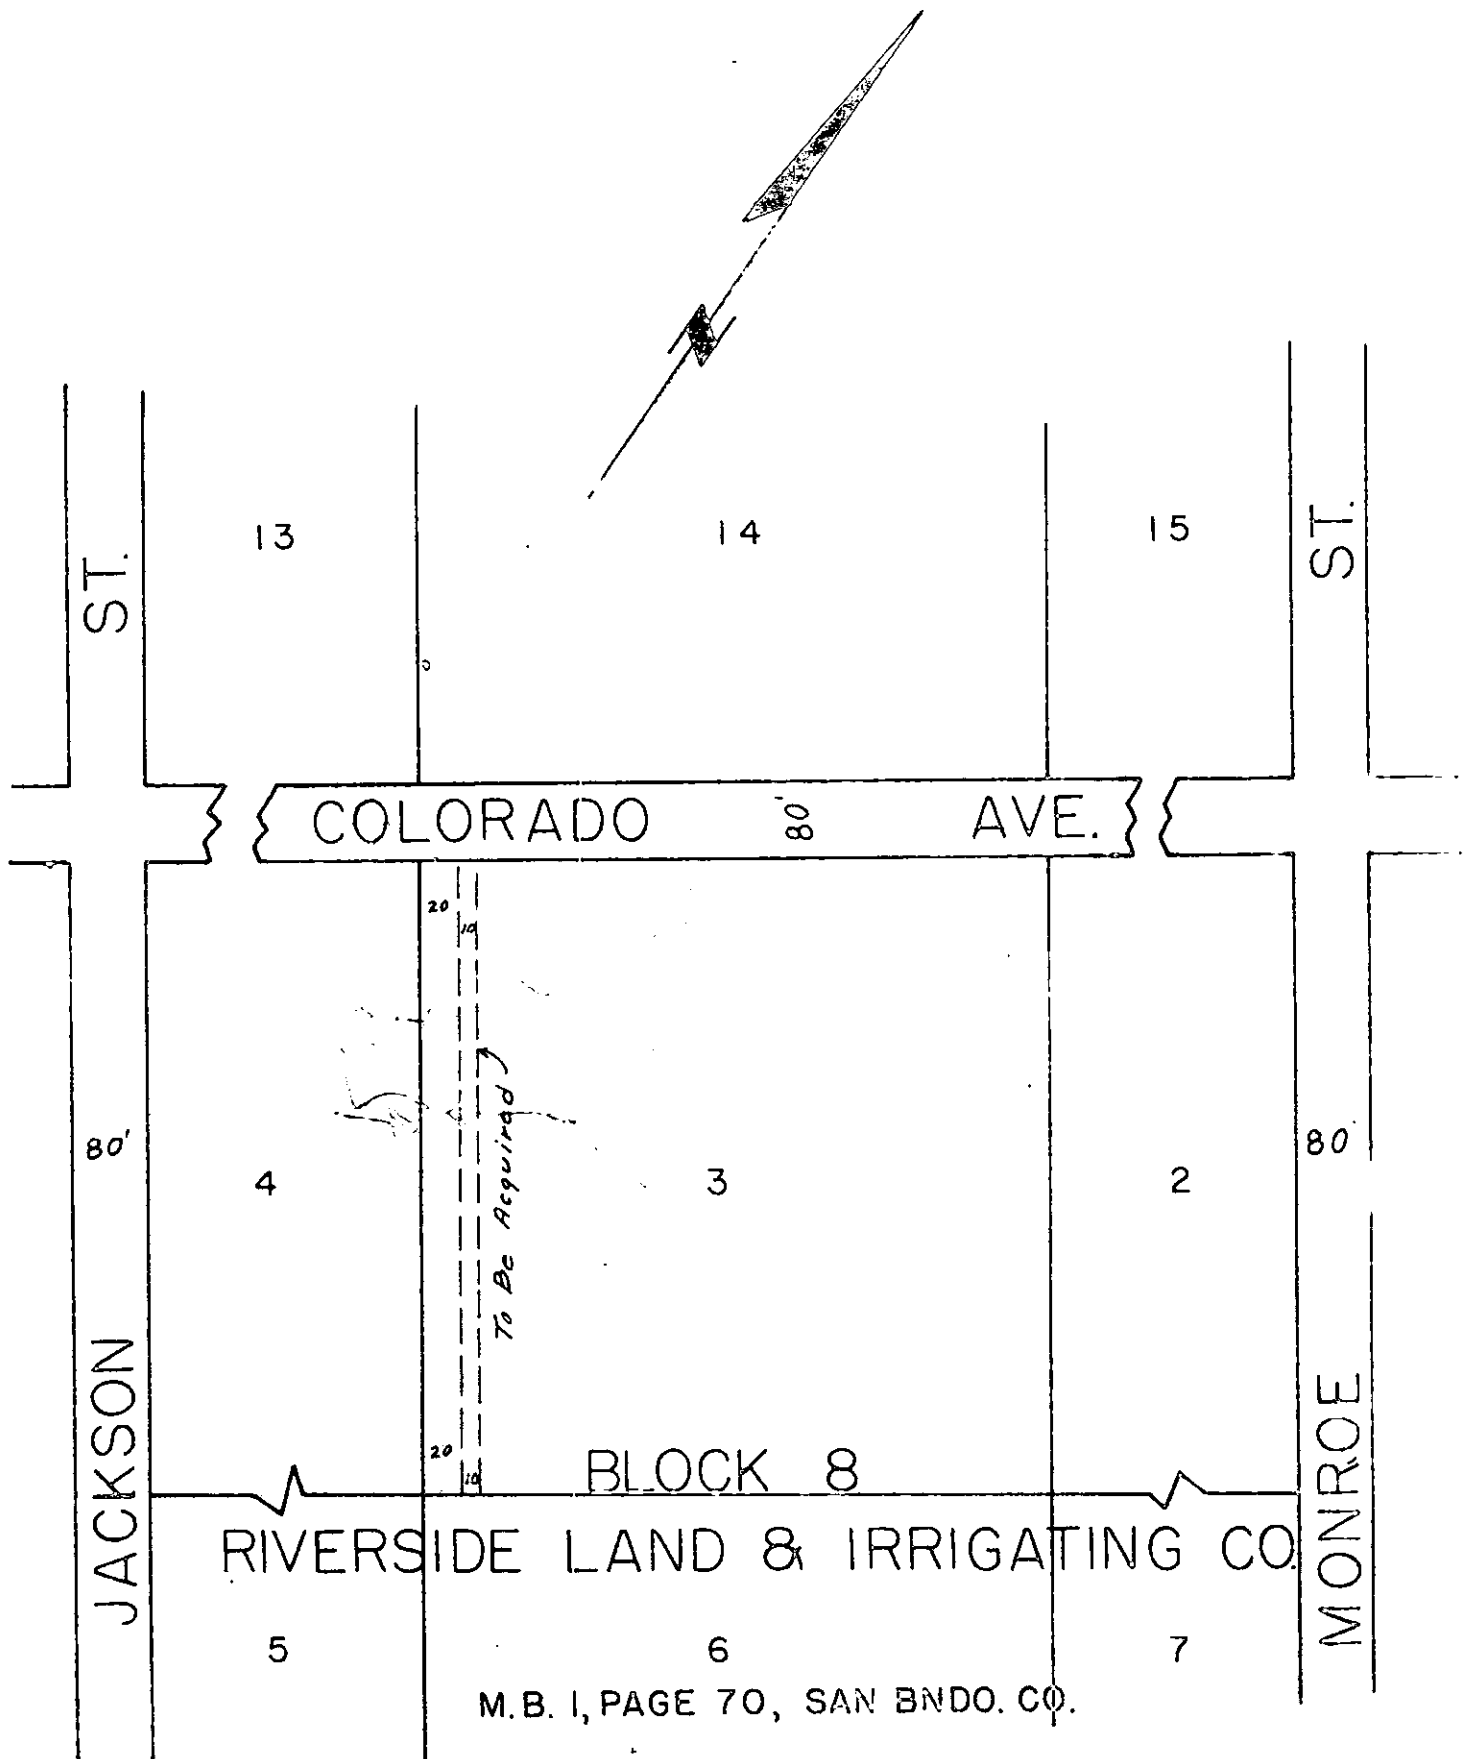 13
14
15
ST.
ST.
COLORADO 80' AVE.
20
10
To Be Acquired
80'
4
3
2
80'
20
10
BLOCK 8
RIVERSIDE LAND & IRRIGATING CO.
JACKSON
MONROE
5
6
7
M.B. 1, PAGE 70, SAN BNDO. CO.